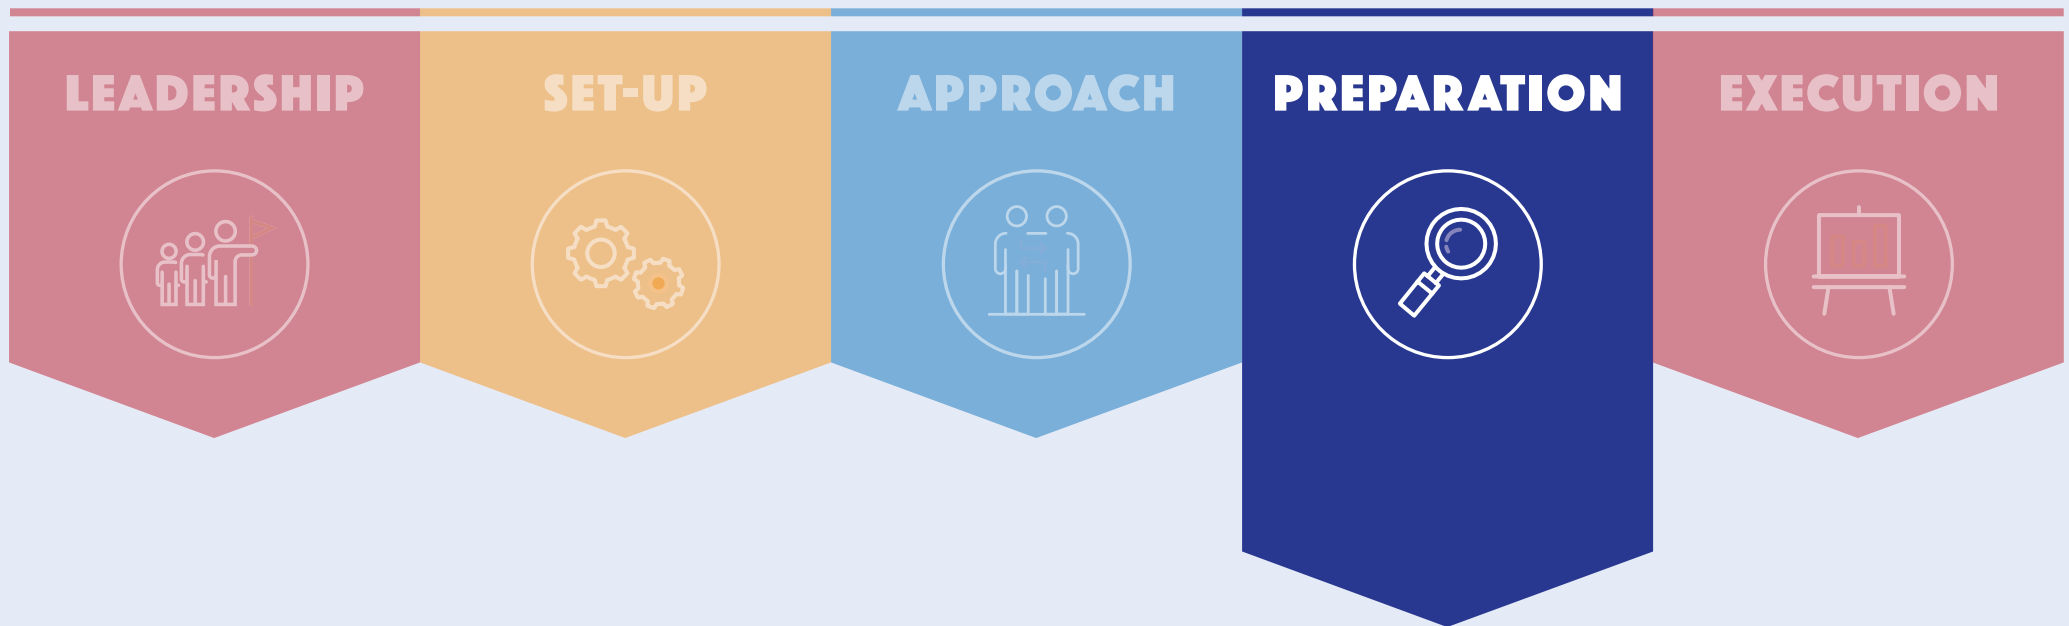 LEADERSHIP
SET-UP
APPROACH
PREPARATION
EXECUTION